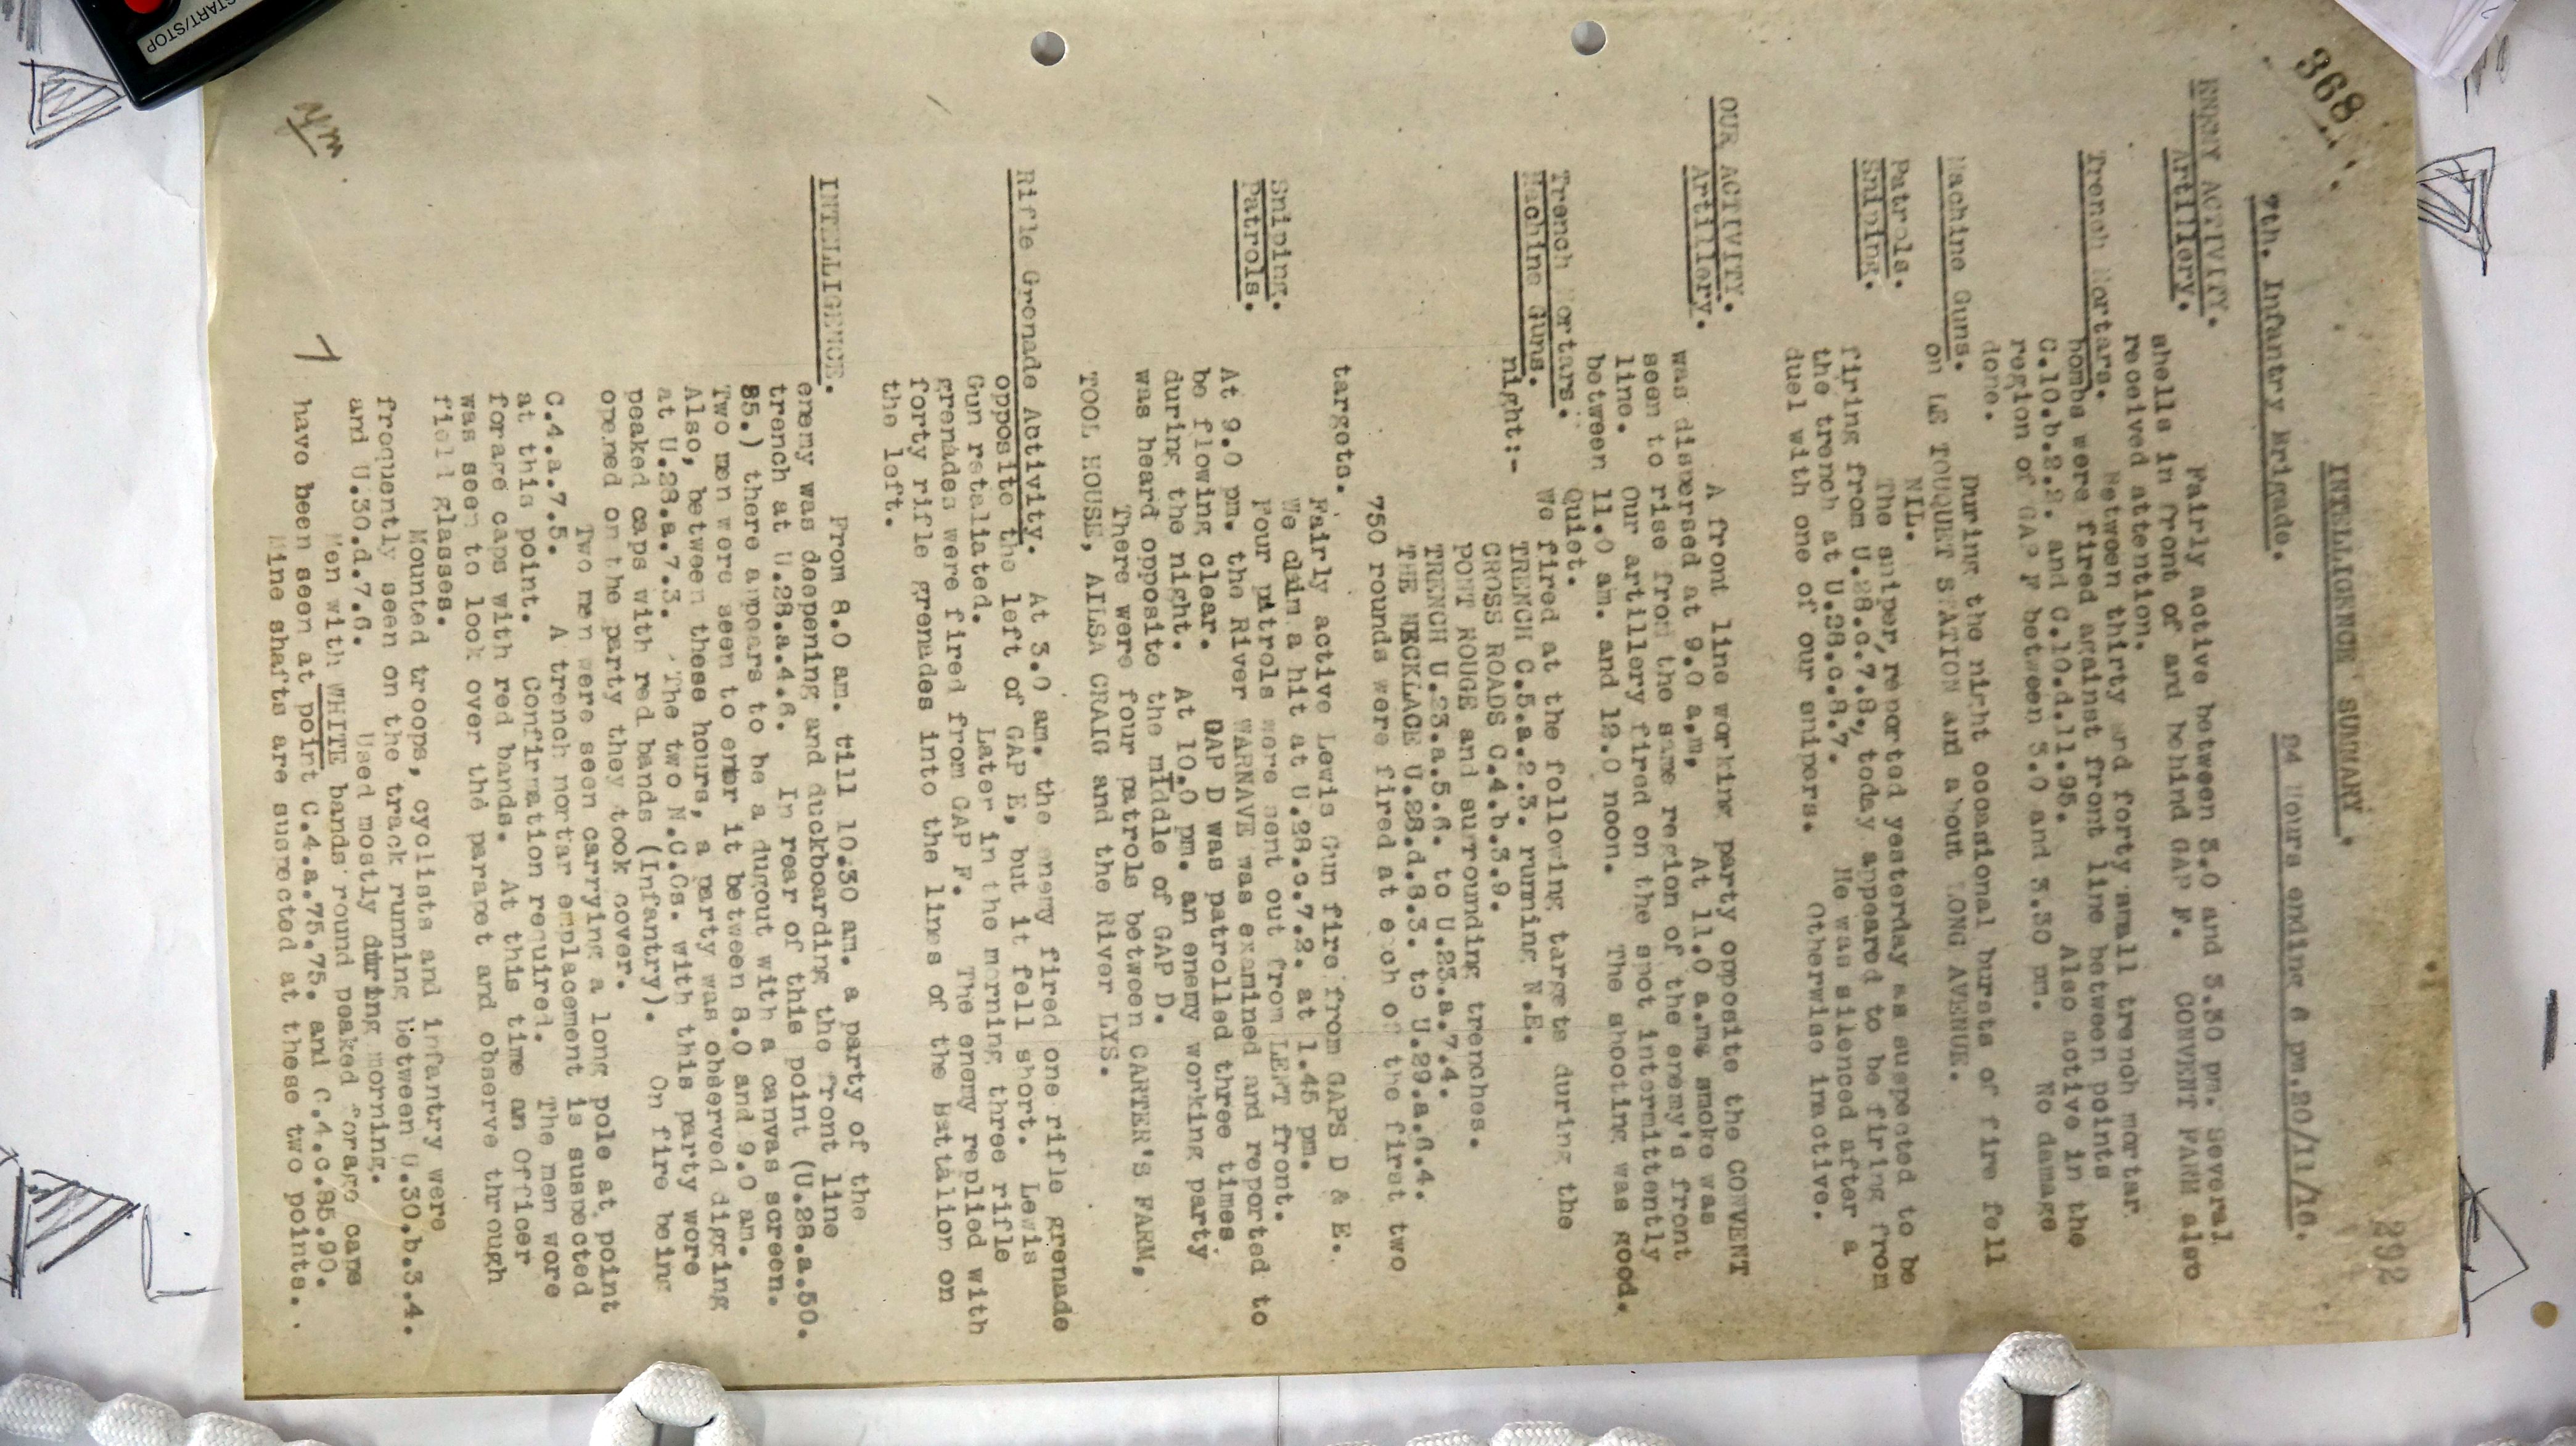 368
292
INTELLIGENCE SUMMARY.
7th. Infantry Brigade. 24 Hours ending 6 pm.20/11/16.
ENEMY ACTIVITY.
Artillery. Fairly active between 3.0 and 3.30 pm. Several
shells in front of and behind GAP F. CONVENT FARM also
received attention.
Trench Mortars. Between thirty and forty small trench mortar
bombs were fired against front line between points
C.10.b.2.2. and C.10.d.11.95. Also active in the
region of GAP F between 3.0 and 3.30 pm. No damage
done.
Machine Guns. During the night occasional bursts of fire fell
on LE TOUQUET STATION and about LONG AVENUE.
Patrols. NIL.
Sniping. The sniper, reported yesterday as suspected to be
firing from U.28.c.7.8, today appeared to be firing from
the trench at U.28.c.8.7. He was silenced after a
duel with one of our snipers. Otherwise inactive.
OUR ACTIVITY.
Artillery. A front line working party opposite the CONVENT
was dispersed at 9.0 a.m. At 11.0 a.m. smoke was
seen to rise from the same region of the enemy's front
line. Our artillery fired on the spot intermittently
between 11.0 am. and 12.0 noon. The shooting was good.
Trench Mortars. Quiet.
Machine Guns. We fired at the following targets during the
night:-
TRENCH C.5.a.2.3. running N.E.
CROSS ROADS C.4.b.3.9.
PONT ROUGE and surrounding trenches.
TRENCH U.23.a.5.6. to U.23.a.7.4.
THE NECKLACE U.28.d.8.3. to U.29.a.6.4.
750 rounds were fired at each of the first two
targets.
Fairly active Lewis Gun fire from GAPS D & E.
Sniping. We claim a hit at U.28.c.7.2. at 1.45 pm.
Patrols. Four patrols were sent out from LEFT front.
At 9.0 pm. the River WARNAVE was examined and reported to
be flowing clear. GAP D was patrolled three times
during the night. At 10.0 pm. an enemy working party
was heard opposite the middle of GAP D.
There were four patrols between CARTER'S FARM,
TOOL HOUSE, AILSA CRAIG and the River LYS.
Rifle Grenade Activity. At 3.0 am. the enemy fired one rifle grenade
opposite the left of GAP E, but it fell short. Lewis
Gun retaliated. Later in the morning three rifle
grenades were fired from GAP F. The enemy replied with
forty rifle grenades into the lines of the Battalion on
the left.
INTELLIGENCE. From 8.0 am. till 10.30 am. a party of the
enemy was deepening and duckboarding the front line
trench at U.28.a.4.6. In rear of this point (U.28.a.50.
85.) there appears to be a dugout with a canvas screen.
Two men were seen to enter it between 8.0 and 9.0 am.
Also, between these hours, a party was observed digging
at U.28.a.7.3. The two N.C.Os. with this party wore
peaked caps with red bands (Infantry). On fire being
opened on the party they took cover.
Two men were seen carrying a long pole at point
C.4.a.7.5. A trench mortar emplacement is suspected
at this point. Confirmation required. The men wore
forage caps with red bands. At this time an Officer
was seen to look over the parapet and observe through
field glasses.
Mounted troops, cyclists and infantry were
frequently seen on the track running between U.30.b.3.4.
and U.30.d.7.6. Used mostly during morning.
Men with WHITE bands round peaked forage caps
have been seen at point C.4.a.75.75. and C.4.c.85.90.
Mine shafts are suspected at these two points.
START/STOP